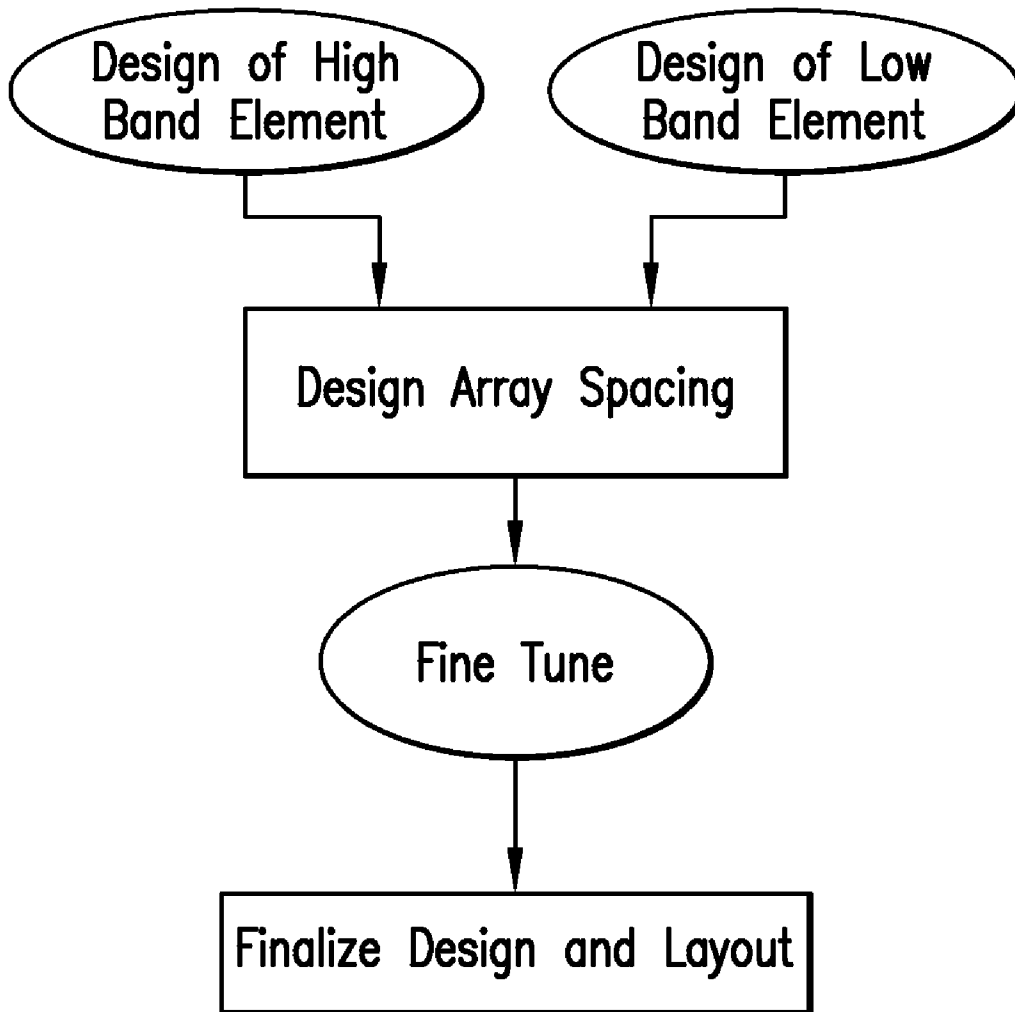 Design of High
Band Element
Design of Low
Band Element
Design Array Spacing
Fine Tune
Finalize Design and Layout